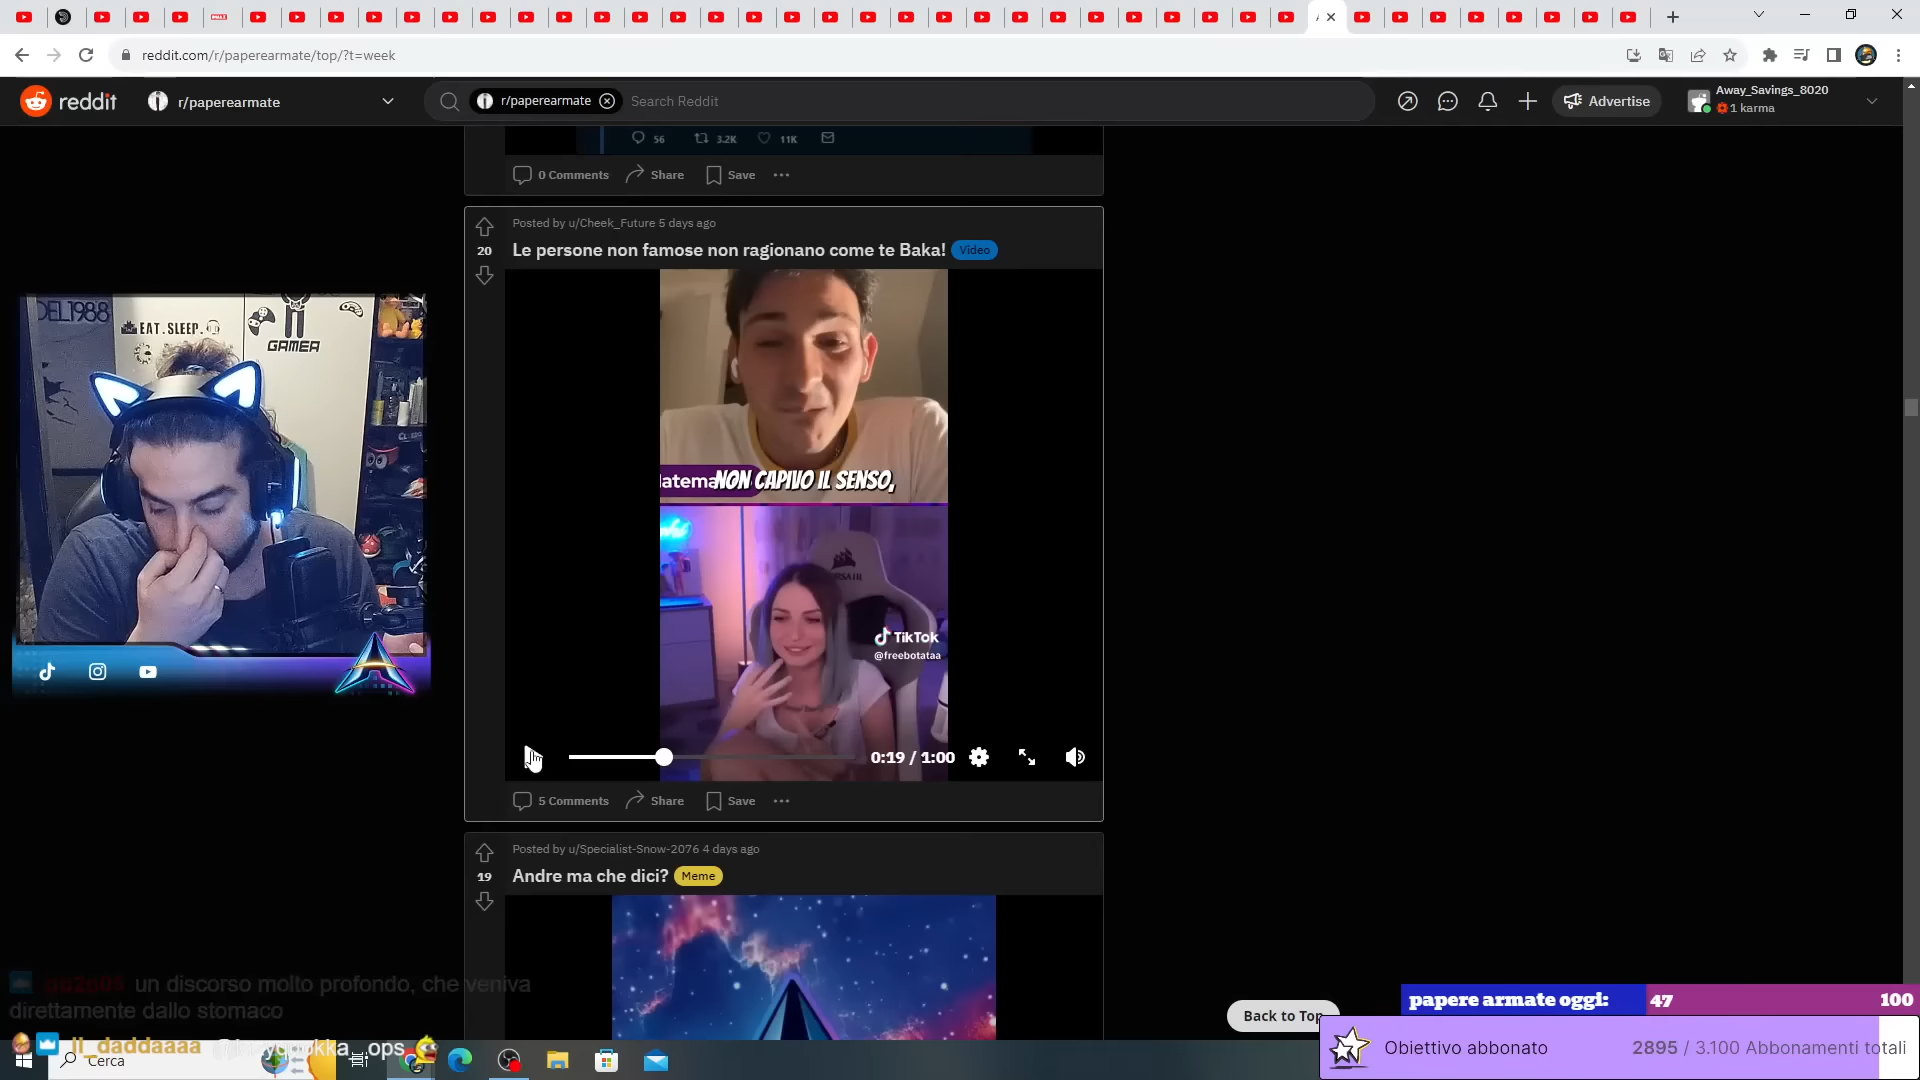 reddit.com/r/paperearmate/top/?t=week
reddit
r/paperearmate
r/paperearmate
Search Reddit
Advertise
Away_Savings_8020
1 karma
56
3.2K
11K
0 Comments
Share
Save
Posted by u/Cheek_Future 5 days ago
20
Le persone non famose non ragionano come te Baka!
Video
DEL1988
EAT.SLEEP.
GAMER
latema
NON CAPIVO IL SENSO,
TikTok
@freebotataa
0:19 / 1:00
5 Comments
Share
Save
Posted by u/Specialist-Snow-2076 4 days ago
19
Andre ma che dici?
Meme
un discorso molto profondo, che veniva
direttamente dallo stomaco
ops
Cerca
Back to Top
papere armate oggi:
47
100
Obiettivo abbonato
2895 / 3.100 Abbonamenti totali